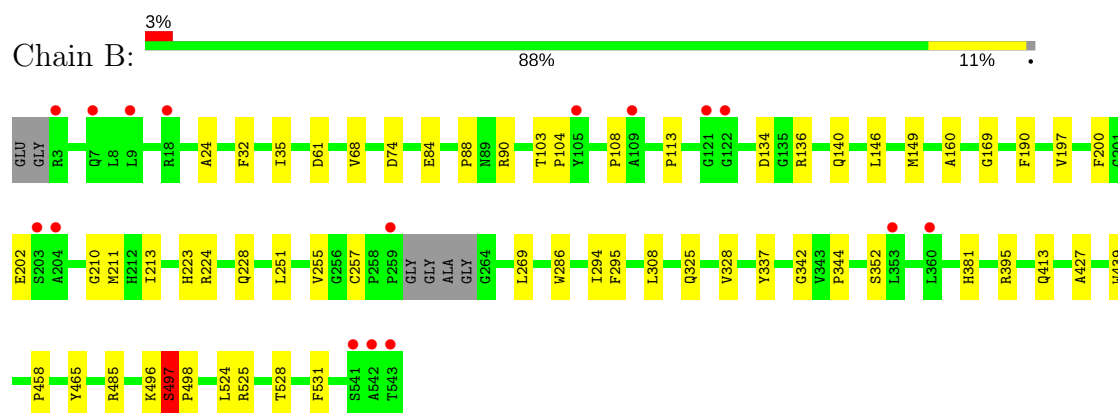 3%
Chain B:
88% 11% •
GLU GLY R3 Q7 L8 L9 R18 A24 F32 I35 D61 V68 D74 E84 P88 N89 R90 T103 P104 Y105 P108 A109 P113 G121 G122 D134 G135 R136 Q140 L146 M149 A160 G169 F190 V197 F200 G201
E202 S203 A204 G210 M211 H212 I213 H223 R224 Q228 L251 V255 G256 C257 P258 P259 GLY GLY ALA GLY G264 L269 W286 I294 F295 L308 Q325 V328 Y337 G342 V343 P344 S352 L353 L360 H381 R395 Q413 A427 W439
P458 Y465 R485 K496 S497 P498 L524 R525 T528 F531 S541 A542 T543